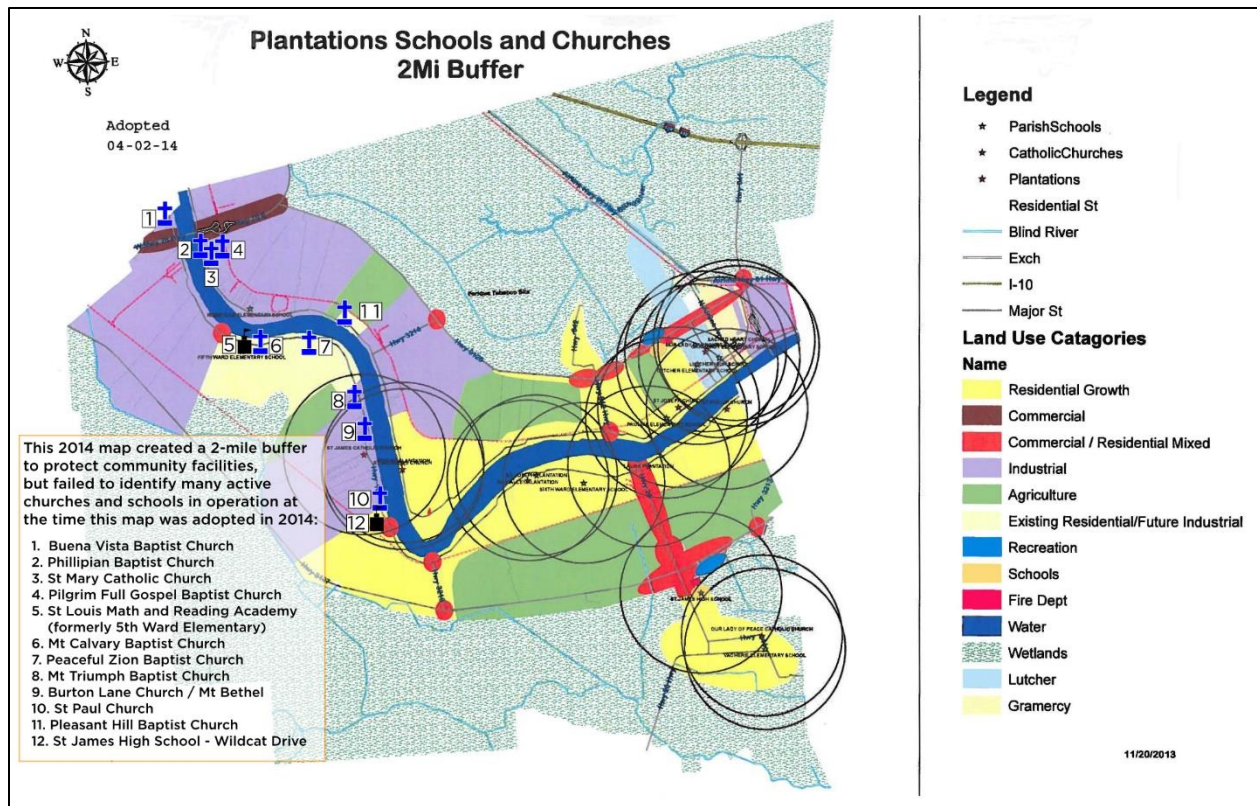 Plantations Schools and Churches
2Mi Buffer
N
W
E
S
Adopted
04-02-14
1
2
4
3
11
5
6
7
8
9
10
12
FIFTH WARD ELEMENTARY SCHOOL
ST JAMES CATHOLIC CHURCH
SIXTH WARD ELEMENTARY SCHOOL
ST JAMES HIGH SCHOOL
OUR LADY OF PEACE CATHOLIC CHURCH
VACHERIE ELEMENTARY SCHOOL
Hwy-3214
This 2014 map created a 2-mile buffer
to protect community facilities,
but failed to identify many active
churches and schools in operation at
the time this map was adopted in 2014:
1. Buena Vista Baptist Church
2. Phillipian Baptist Church
3. St Mary Catholic Church
4. Pilgrim Full Gospel Baptist Church
5. St Louis Math and Reading Academy
(formerly 5th Ward Elementary)
6. Mt Calvary Baptist Church
7. Peaceful Zion Baptist Church
8. Mt Triumph Baptist Church
9. Burton Lane Church / Mt Bethel
10. St Paul Church
11. Pleasant Hill Baptist Church
12. St James High School - Wildcat Drive
Legend
ParishSchools
CatholicChurches
Plantations
Residential St
Blind River
Exch
I-10
Major St
Land Use Catagories
Name
Residential Growth
Commercial
Commercial / Residential Mixed
Industrial
Agriculture
Existing Residential/Future Industrial
Recreation
Schools
Fire Dept
Water
Wetlands
Lutcher
Gramercy
11/20/2013